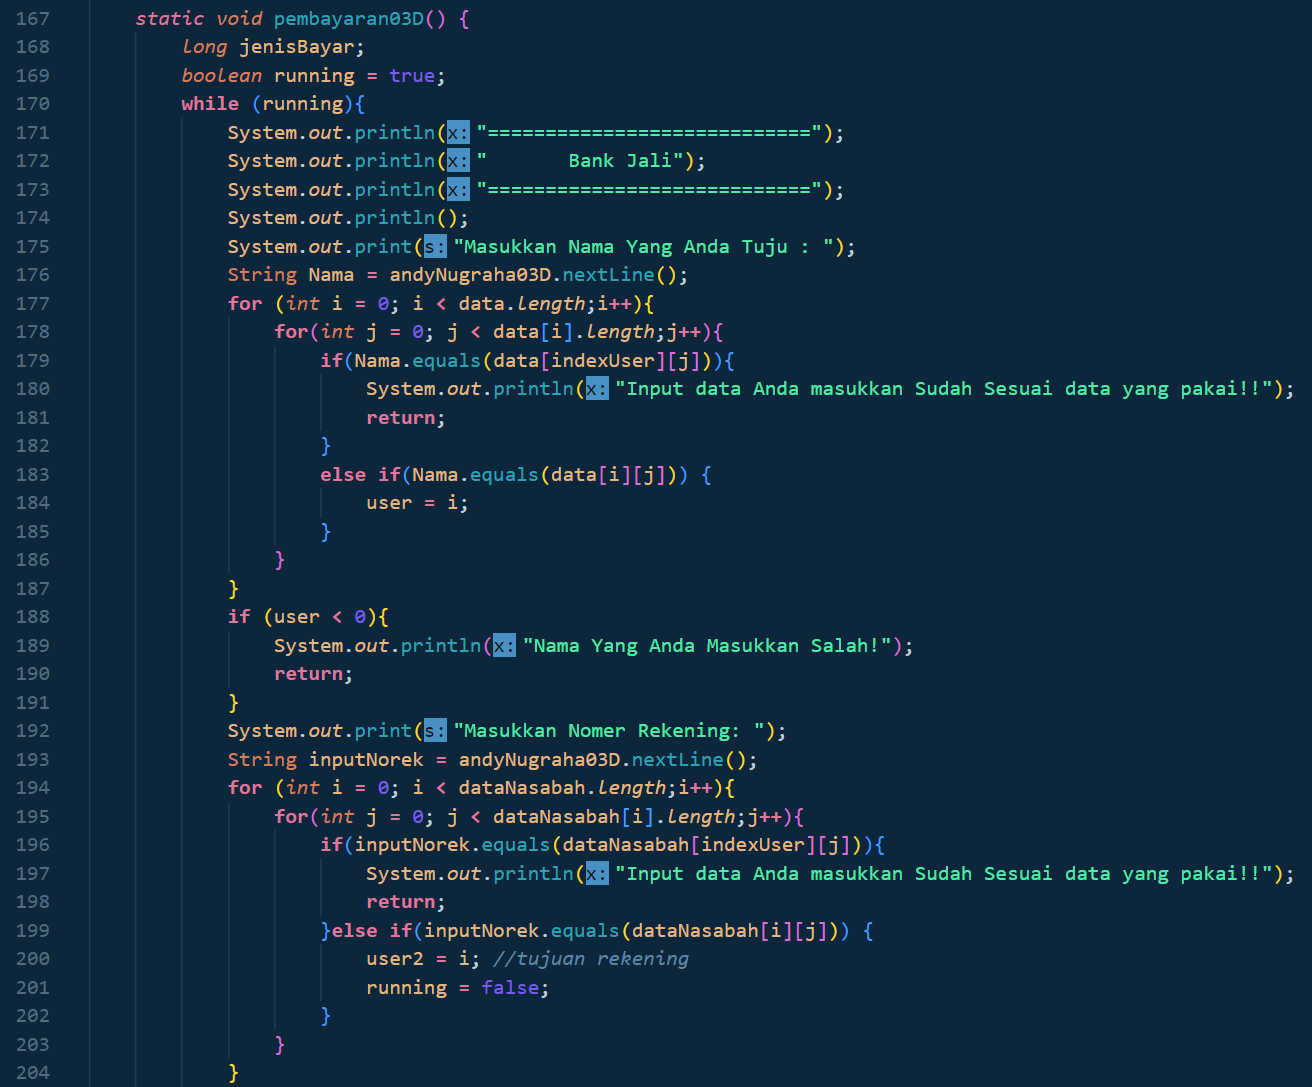 167 static void pembayaran03D() {
168 long jenisBayar;
169 boolean running = true;
170 while (running){
171 System.out.println(x: "============================");
172 System.out.println(x: "       Bank Jali");
173 System.out.println(x: "============================");
174 System.out.println();
175 System.out.print(s: "Masukkan Nama Yang Anda Tuju : ");
176 String Nama = andyNugraha03D.nextLine();
177 for (int i = 0; i < data.length;i++){
178 for(int j = 0; j < data[i].length;j++){
179 if(Nama.equals(data[indexUser][j])){
180 System.out.println(x: "Input data Anda masukkan Sudah Sesuai data yang pakai!!");
181 return;
182 }
183 else if(Nama.equals(data[i][j])) {
184 user = i;
185 }
186 }
187 }
188 if (user < 0){
189 System.out.println(x: "Nama Yang Anda Masukkan Salah!");
190 return;
191 }
192 System.out.print(s: "Masukkan Nomer Rekening: ");
193 String inputNorek = andyNugraha03D.nextLine();
194 for (int i = 0; i < dataNasabah.length;i++){
195 for(int j = 0; j < dataNasabah[i].length;j++){
196 if(inputNorek.equals(dataNasabah[indexUser][j])){
197 System.out.println(x: "Input data Anda masukkan Sudah Sesuai data yang pakai!!");
198 return;
199 }else if(inputNorek.equals(dataNasabah[i][j])) {
200 user2 = i; //tujuan rekening
201 running = false;
202 }
203 }
204 }